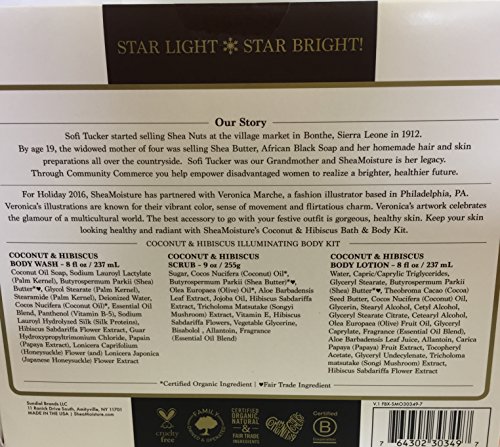 STAR LIGHT ❄ STAR BRIGHT!
Our Story
Sofi Tucker started selling Shea Nuts at the village market in Bonthe, Sierra Leone in 1912.
By age 19, the widowed mother of four was selling Shea Butter, African Black Soap and her homemade hair and skin
preparations all over the countryside. Sofi Tucker was our Grandmother and SheaMoisture is her legacy.
Through Community Commerce you help empower disadvantaged women to realize a brighter, healthier future.
For Holiday 2016, SheaMoisture has partnered with Veronica Marche, a fashion illustrator based in Philadelphia, PA.
Veronica's illustrations are known for their vibrant color, sense of movement and flirtatious charm. Veronica's artwork celebrates
the glamour of a multicultural world. The best accessory to go with your festive outfit is gorgeous, healthy skin. Keep your skin
looking healthy and radiant with SheaMoisture's Coconut & Hibiscus Bath & Body Kit.
COCONUT & HIBISCUS ILLUMINATING BODY KIT
COCONUT & HIBISCUS
BODY WASH - 8 fl oz / 237 mL
Coconut Oil Soap, Sodium Lauroyl Lactylate
(Palm Kernel), Butyrospermum Parkii (Shea
Butter)*♥, Glycol Stearate (Palm Kernel),
Stearamide (Palm Kernel), Deionized Water,
Cocos Nucifera (Coconut Oil)*, Essential Oil
Blend, Panthenol (Vitamin B-5), Sodium
Lauroyl Hydrolyzed Silk (Silk Proteins),
Hibiscus Sabdariffa Flower Extract, Guar
Hydroxypropyltrimonium Chloride, Papain
(Papaya Extract), Lonicera Caprifolium
(Honeysuckle) Flower Extract (and) Lonicera Japonica
(Japanese Honeysuckle) Flower Extract
COCONUT & HIBISCUS
SCRUB - 9 oz / 255g
Sugar, Cocos Nucifera (Coconut) Oil*,
Butyrospermum Parkii (Shea Butter)*♥,
Olea Europaea (Olive) Oil*, Aloe Barbadensis
Leaf Extract, Jojoba Oil, Hibiscus Sabdariffa
Extract, Tricholoma Matsutake (Songyi
Mushroom) Extract, Vitamin E, Hibiscus
Sabdariffa Flowers, Vegetable Glycerine,
Bisabolol, Allantoin, Fragrance
(Essential Oil Blend)
COCONUT & HIBISCUS
BODY LOTION - 8 fl oz / 237 mL
Water, Capric/Caprylic Triglycerides,
Glyceryl Stearate, Butyrospermum Parkii
(Shea) Butter*♥, Theobroma Cacao (Cocoa)
Seed Butter, Cocos Nucifera (Coconut) Oil,
Glycerin, Stearyl Alcohol, Cetyl Alcohol,
Glyceryl Stearate Citrate, Cetearyl Alcohol,
Olea Europaea (Olive) Fruit Oil, Glyceryl
Caprylate, Fragrance (Essential Oil Blend),
Aloe Barbadensis Leaf Juice, Allantoin, Carica
Papaya (Papaya) Fruit Extract, Tocopheryl
Acetate, Glyceryl Undecylenate, Tricholoma
matsutake (Songyi) Mushroom Extract,
Hibiscus Sabdariffa Flower Extract
*Certified Organic Ingredient | ♥Fair Trade Ingredient
Sundial Brands LLC
11 Ranick Drive South, Amityville, NY 11701
Made in USA | SheaMoisture.com
cruelty
free
FAMILY
OWNED & OPERATED
CERTIFIED
ORGANIC
NATURAL
&
FAIR TRADE
INGREDIENTS
Certified
B
Corporation
V.1 FBX-SMO30349-7
7 64302 30349 7